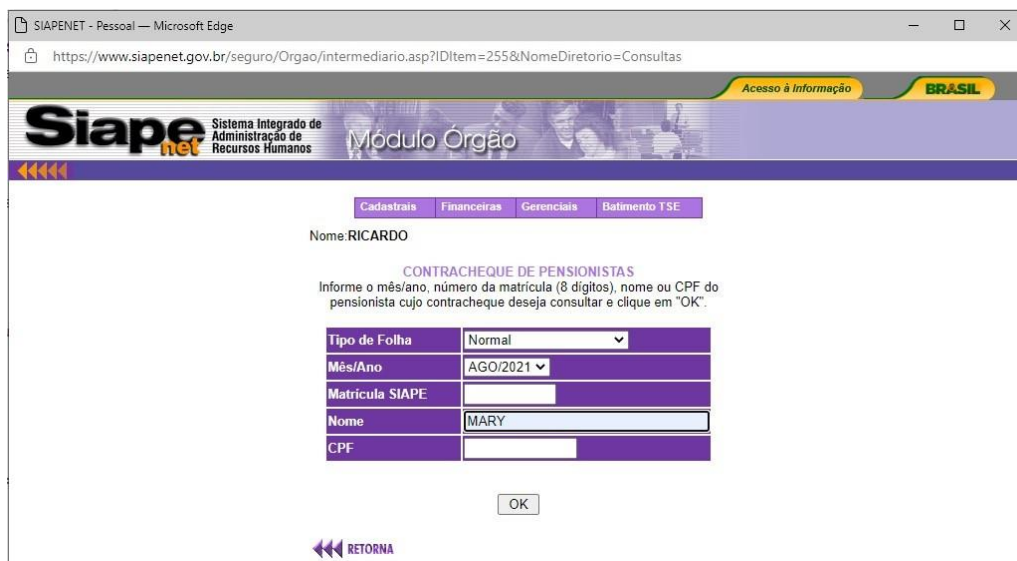 SIAPENET - Pessoal — Microsoft Edge
https://www.siapenet.gov.br/seguro/Orgao/intermediario.asp?IDItem=255&NomeDiretorio=Consultas
Acesso à Informação BRASIL
Siape net Sistema Integrado de Administração de Recursos Humanos Módulo Órgão
Cadastrais Financeiras Gerenciais Batimento TSE
Nome:RICARDO
CONTRACHEQUE DE PENSIONISTAS
Informe o mês/ano, número da matrícula (8 dígitos), nome ou CPF do
pensionista cujo contracheque deseja consultar e clique em "OK".
Tipo de Folha Normal
Mês/Ano AGO/2021
Matrícula SIAPE
Nome MARY
CPF
OK
RETORNA